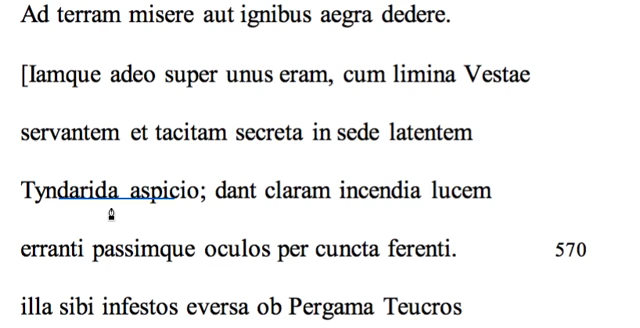 Ad terram misere aut ignibus aegra dedere.
[Iamque adeo super unus eram, cum limina Vestae
servantem et tacitam secreta in sede latentem
Tyndarida aspicio; dant claram incendia lucem
erranti passimque oculos per cuncta ferenti. 570
illa sibi infestos eversa ob Pergama Teucros